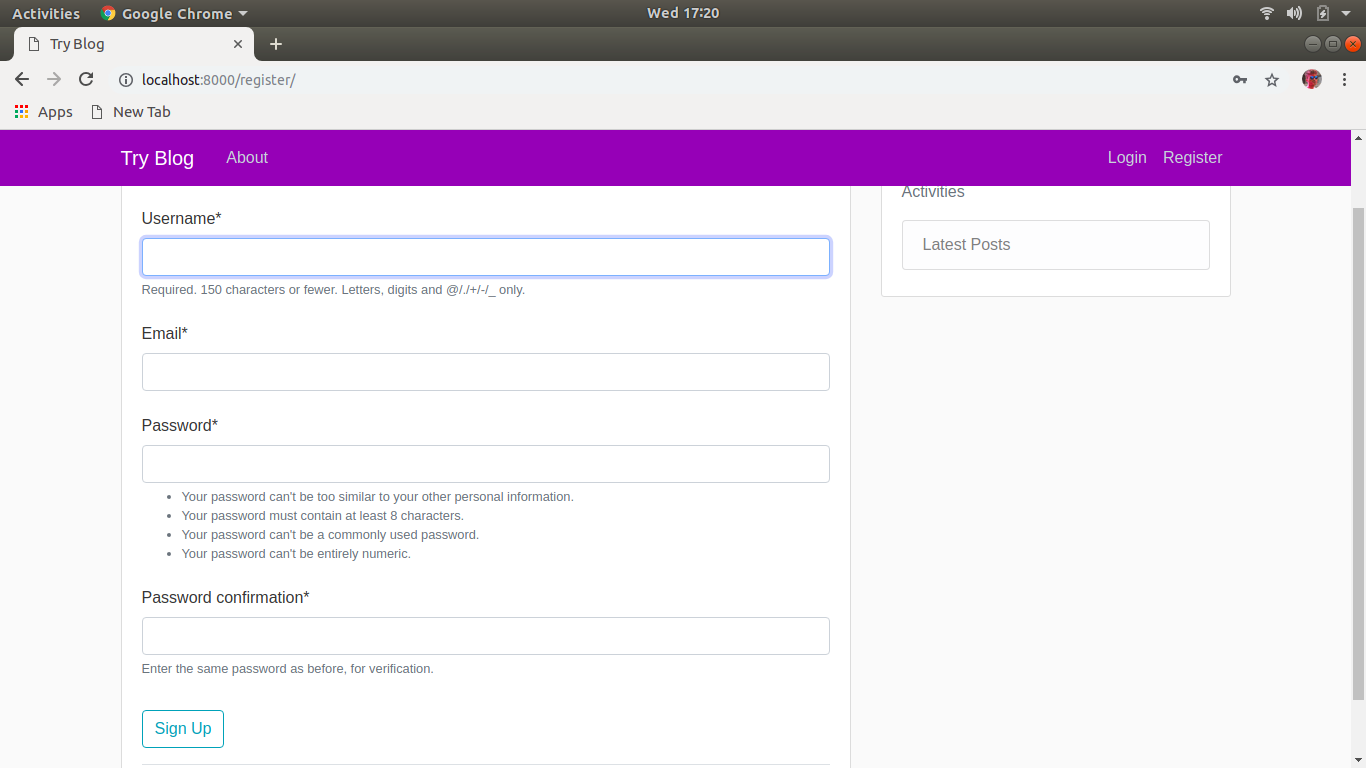 Activities Google Chrome Wed 17:20
Try Blog
localhost:8000/register/
Apps New Tab
Try Blog About Login Register
Activities
Latest Posts
Username*
Required. 150 characters or fewer. Letters, digits and @/./+/-/_ only.
Email*
Password*
• Your password can't be too similar to your other personal information.
• Your password must contain at least 8 characters.
• Your password can't be a commonly used password.
• Your password can't be entirely numeric.
Password confirmation*
Enter the same password as before, for verification.
Sign Up